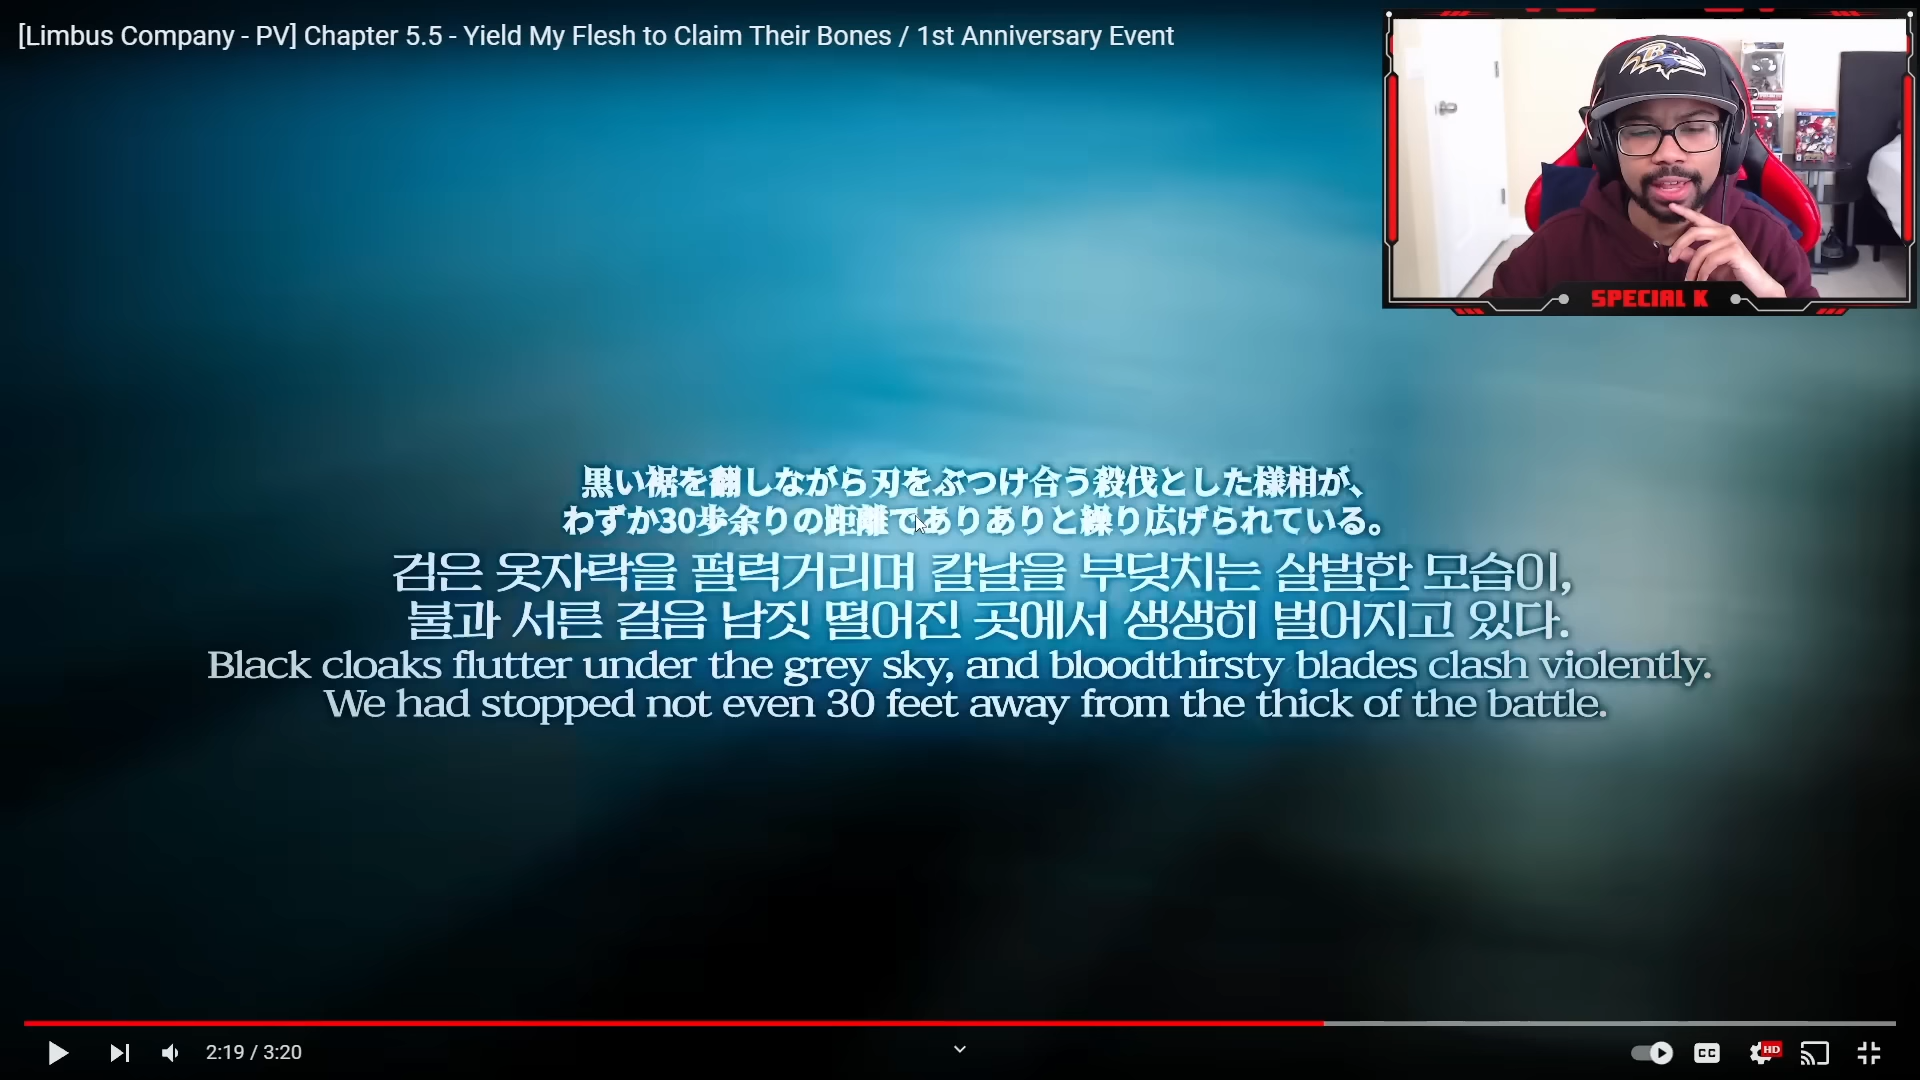 [Limbus Company - PV] Chapter 5.5 - Yield My Flesh to Claim Their Bones / 1st Anniversary Event
SPECIAL K
黒い裾を翻しながら刃をぶつけ合う殺伐とした様相が、
わずか30歩余りの距離でありありと繰り広げられている。
검은 옷자락을 펄럭거리며 칼날을 부딪치는 살벌한 모습이,
불과 서른 걸음 남짓 떨어진 곳에서 생생히 벌어지고 있다.
Black cloaks flutter under the grey sky, and bloodthirsty blades clash violently.
We had stopped not even 30 feet away from the thick of the battle.
2:19 / 3:20
CC
HD